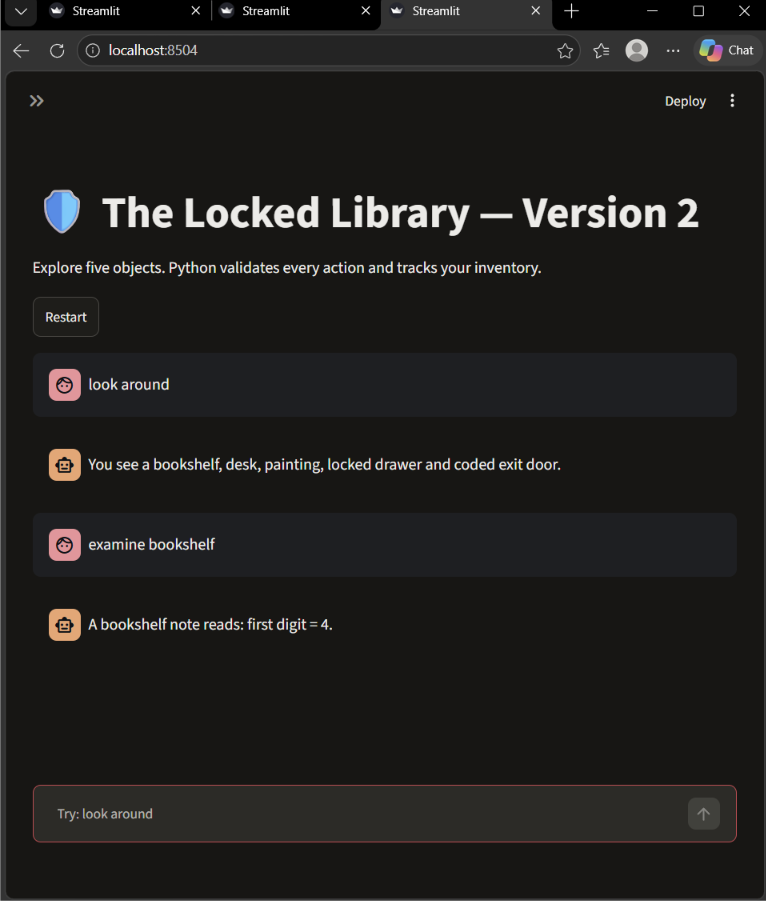 Streamlit
Streamlit
Streamlit
localhost:8504
Chat
Deploy
The Locked Library — Version 2
Explore five objects. Python validates every action and tracks your inventory.
Restart
look around
You see a bookshelf, desk, painting, locked drawer and coded exit door.
examine bookshelf
A bookshelf note reads: first digit = 4.
Try: look around